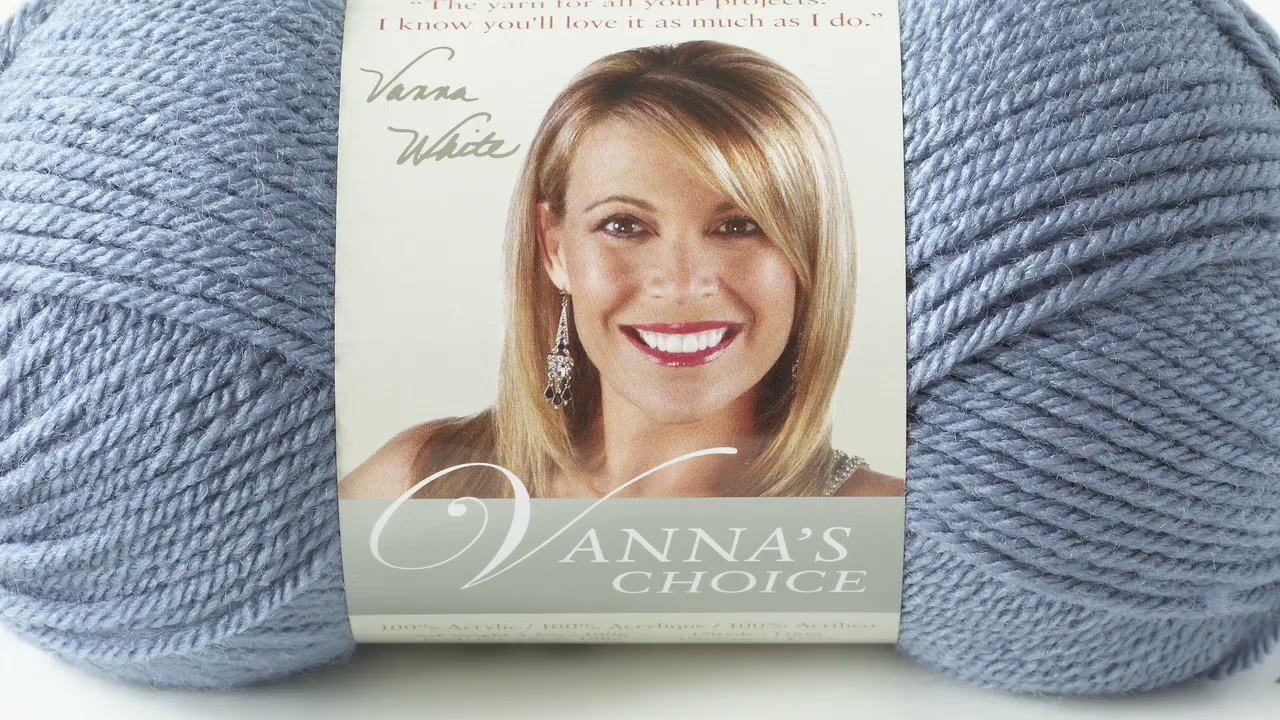 “The yarn for all your projects.
I know you'll love it as much as I do.”
Vanna
White
VANNA'S
CHOICE
100% Acrylic / 100% Acrylique / 100% Acrílico